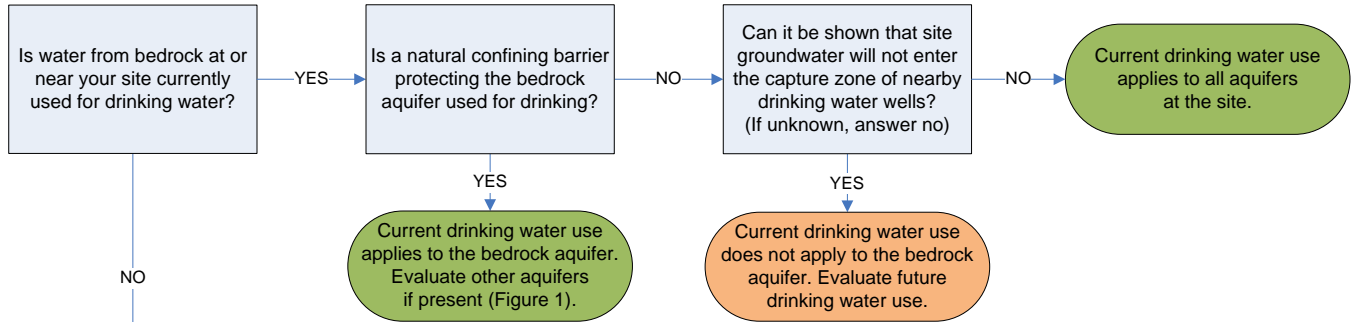 Is water from bedrock at or
near your site currently
used for drinking water?
YES
Is a natural confining barrier
protecting the bedrock
aquifer used for drinking?
NO
Can it be shown that site
groundwater will not enter
the capture zone of nearby
drinking water wells?
(If unknown, answer no)
NO
Current drinking water use
applies to all aquifers
at the site.
YES
Current drinking water use
applies to the bedrock aquifer.
Evaluate other aquifers
if present (Figure 1).
YES
Current drinking water use
does not apply to the bedrock
aquifer. Evaluate future
drinking water use.
NO